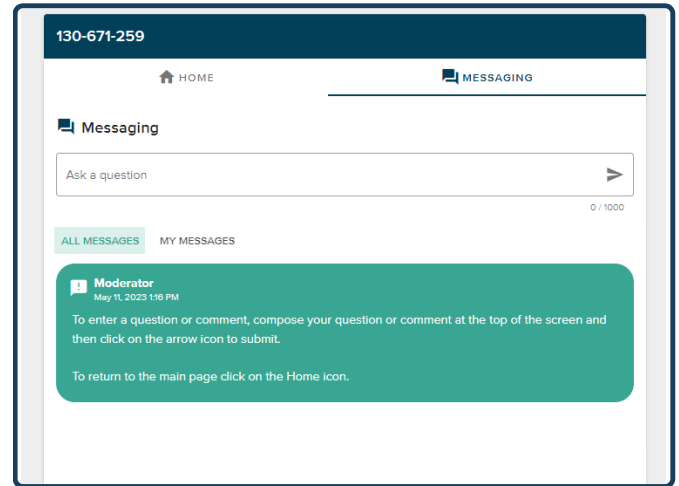 130-671-259
HOME
MESSAGING
Messaging
Ask a question
0 / 1000
ALL MESSAGES
MY MESSAGES
Moderator
May 11, 2023 1:16 PM
To enter a question or comment, compose your question or comment at the top of the screen and
then click on the arrow icon to submit.
To return to the main page click on the Home icon.